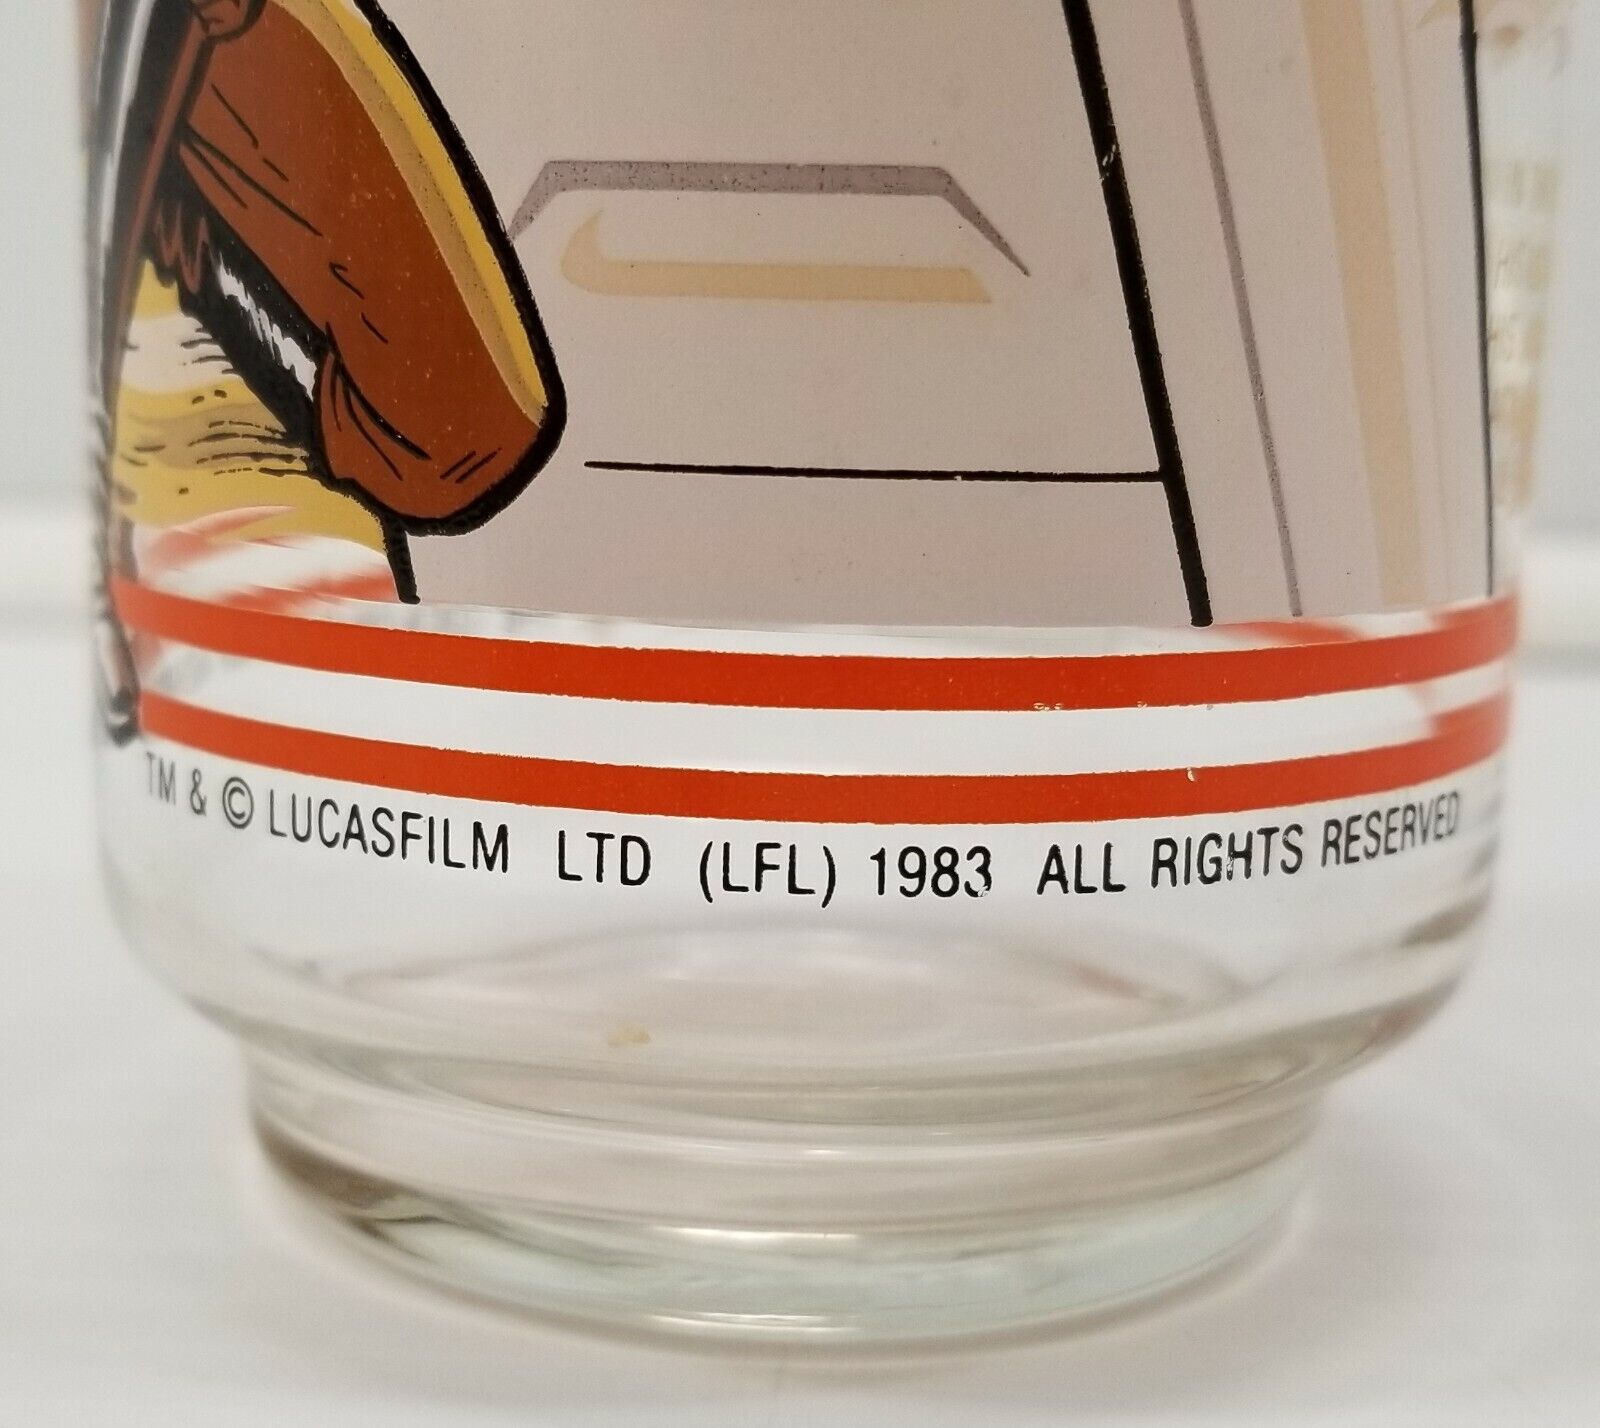 TM & © LUCASFILM LTD (LFL) 1983 ALL RIGHTS RESERVED